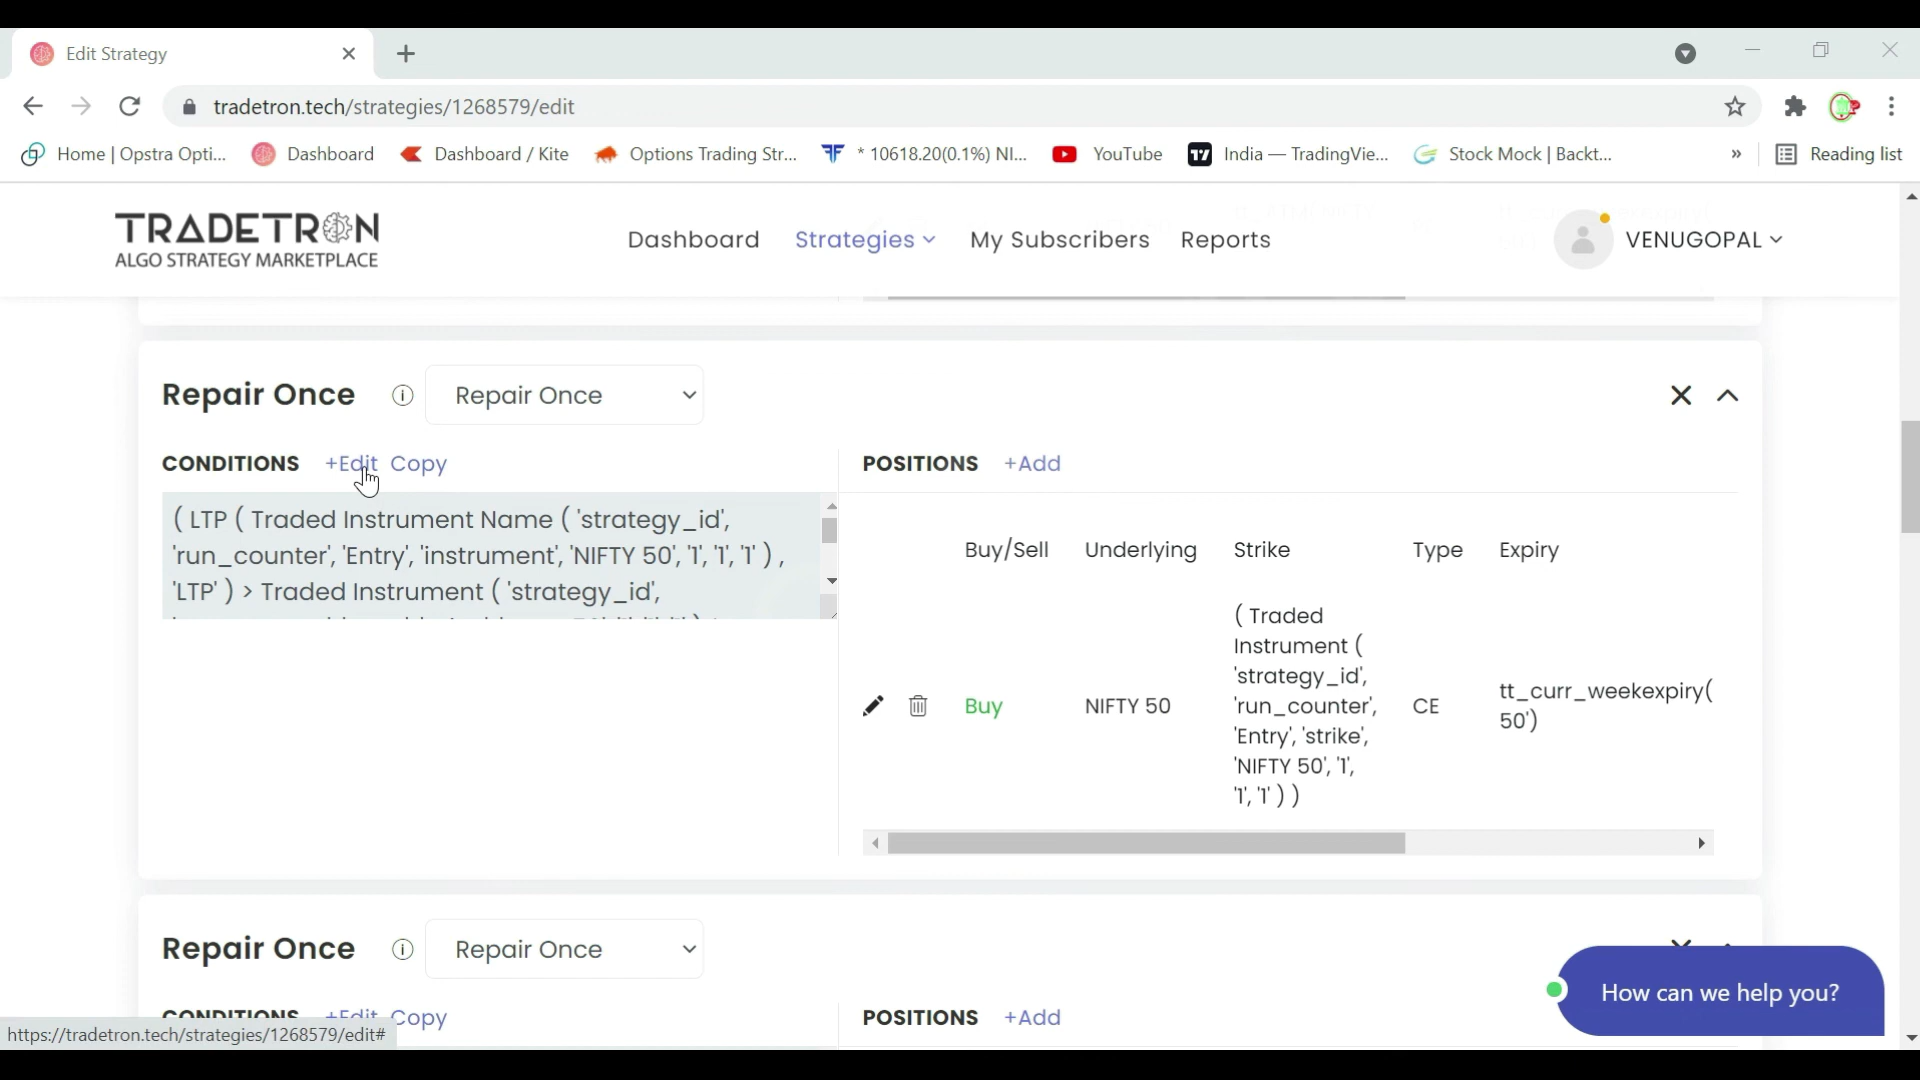 Edit Strategy
tradetron.tech/strategies/1268579/edit
Home | Opstra Opti... Dashboard Dashboard / Kite Options Trading Str... * 10618.20(0.1%) NI... YouTube India — TradingVie... Stock Mock | Backt... » Reading list
TRADETRON
ALGO STRATEGY MARKETPLACE
Dashboard Strategies My Subscribers Reports VENUGOPAL
Repair Once Repair Once
CONDITIONS +Edit Copy
( LTP ( Traded Instrument Name ( 'strategy_id',
'run_counter', 'Entry', 'instrument', 'NIFTY 50', '1', '1', '1' ) ,
'LTP' ) > Traded Instrument ( 'strategy_id',
POSITIONS +Add
Buy/Sell Underlying Strike Type Expiry
Buy
NIFTY 50
( Traded
Instrument (
'strategy_id',
'run_counter',
'Entry', 'strike',
'NIFTY 50', '1',
'1', '1' ) )
CE
tt_curr_weekexpiry(
50')
Repair Once Repair Once
CONDITIONS +Edit Copy
POSITIONS +Add
How can we help you?
https://tradetron.tech/strategies/1268579/edit#